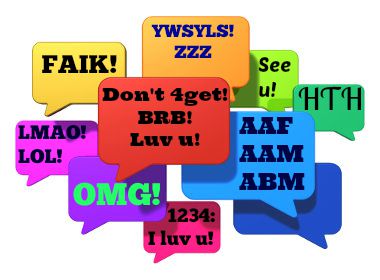 YWSYLS!
ZZZ
FAIK!
See
u!
Don't 4get!
BRB!
Luv u!
HTH
LMAO!
LOL!
AAF
AAM
ABM
OMG!
1234:
I luv u!